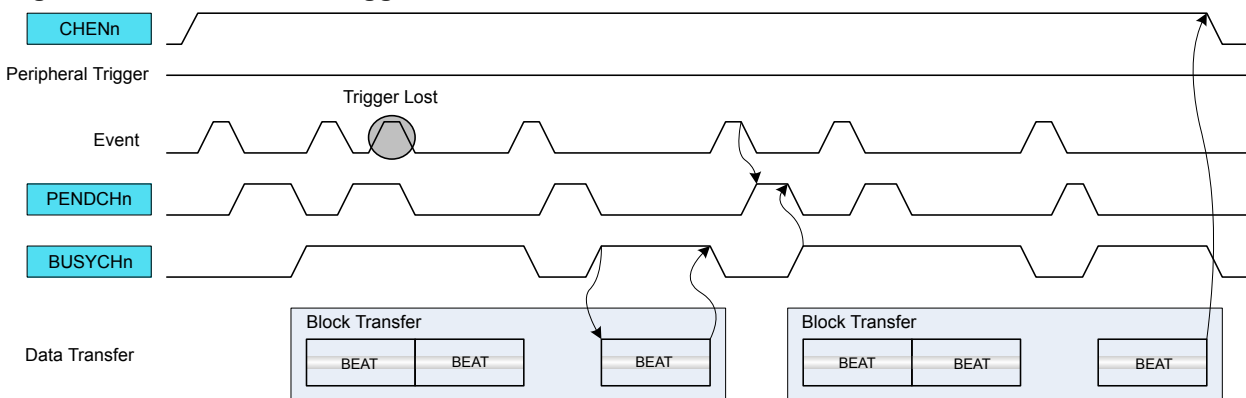 CHENn
Peripheral Trigger
Trigger Lost
Event
PENDCHn
BUSYCHn
Block Transfer
Block Transfer
Data Transfer
BEAT
BEAT
BEAT
BEAT
BEAT
BEAT